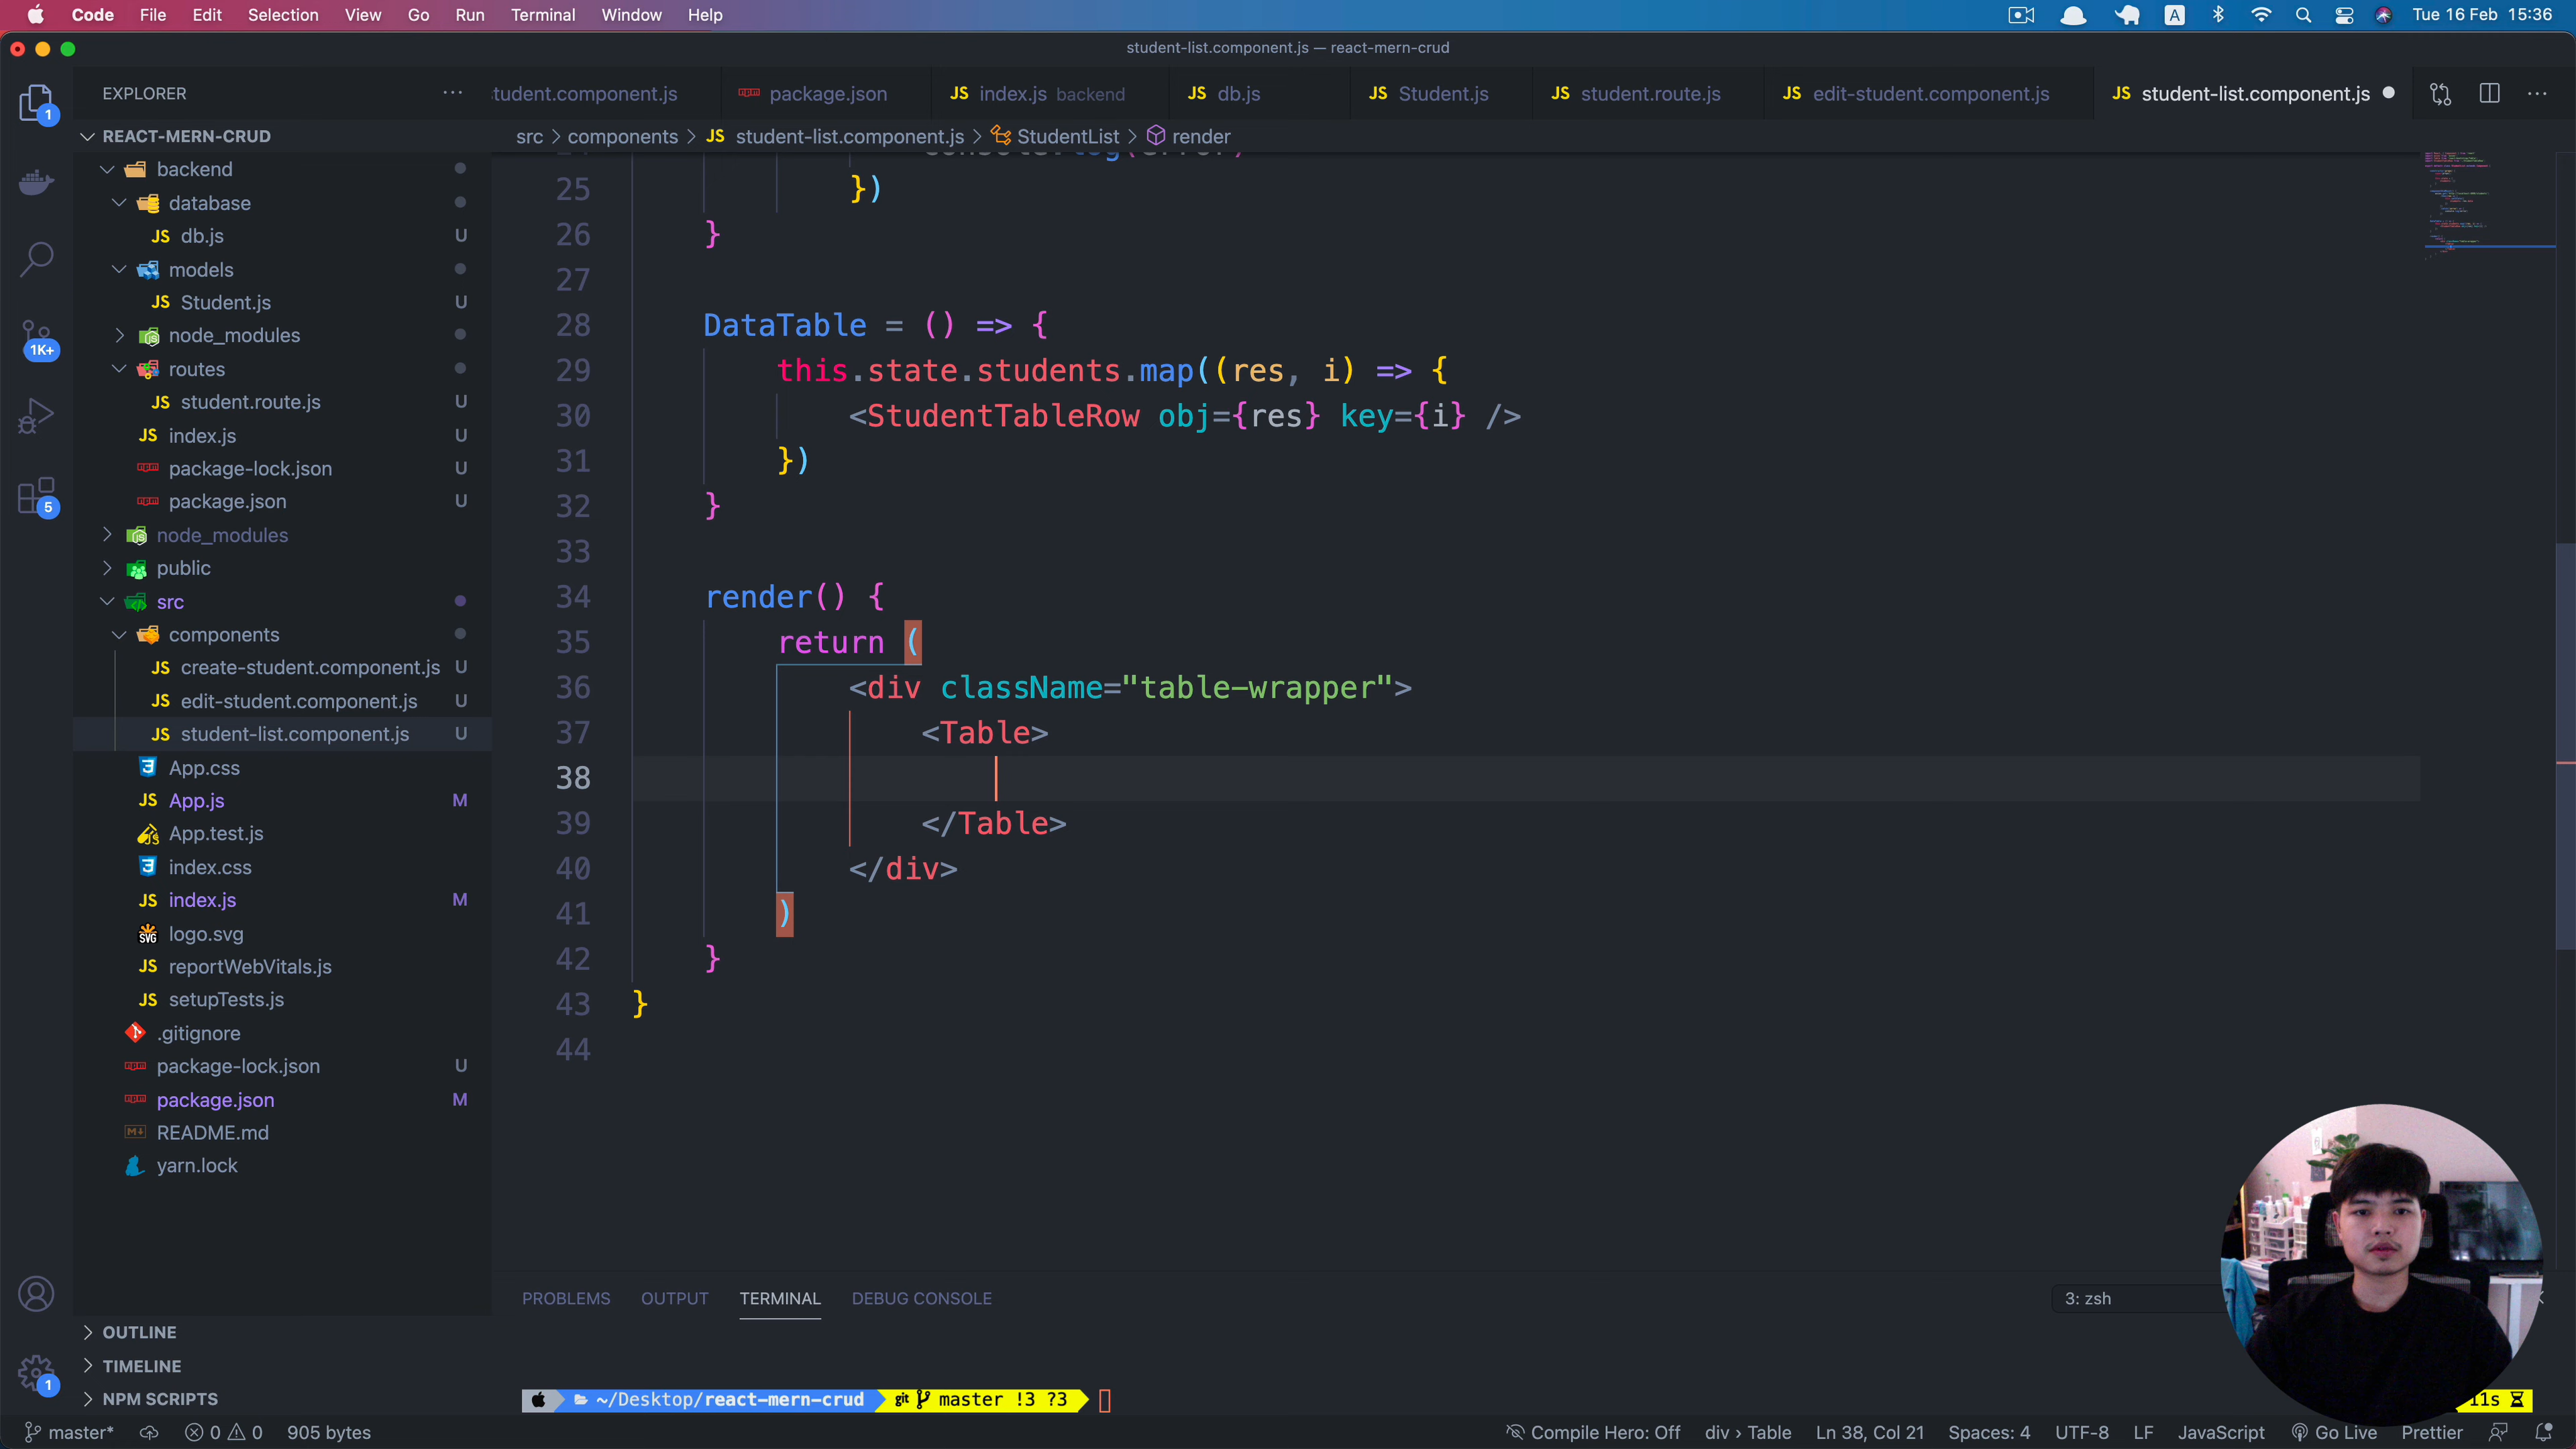 Code File Edit Selection View Go Run Terminal Window Help
A Tue 16 Feb 15:36
student-list.component.js — react-mern-crud
EXPLORER ···
tudent.component.js package.json JS index.js backend JS db.js JS Student.js JS student.route.js JS edit-student.component.js JS student-list.component.js
src > components > JS student-list.component.js > StudentList > render
1
1K+
5
1
REACT-MERN-CRUD
backend
database
JS db.js U
models
JS Student.js U
node_modules
routes
JS student.route.js U
JS index.js U
package-lock.json U
package.json U
node_modules
public
src
components
JS create-student.component.js U
JS edit-student.component.js U
JS student-list.component.js U
App.css
JS App.js M
App.test.js
index.css
JS index.js M
SVG logo.svg
JS reportWebVitals.js
JS setupTests.js
.gitignore
package-lock.json U
package.json M
README.md
yarn.lock
OUTLINE
TIMELINE
NPM SCRIPTS
25 })
26 }
27
28 DataTable = () => {
29 this.state.students.map((res, i) => {
30 <StudentTableRow obj={res} key={i} />
31 })
32 }
33
34 render() {
35 return (
36 <div className="table-wrapper">
37 <Table>
38
39 </Table>
40 </div>
41 )
42 }
43 }
44
PROBLEMS OUTPUT TERMINAL DEBUG CONSOLE
3: zsh
~/Desktop/react-mern-crud git master !3 ?3
11s
master* 0 0 905 bytes
Compile Hero: Off div › Table Ln 38, Col 21 Spaces: 4 UTF-8 LF JavaScript Go Live Prettier